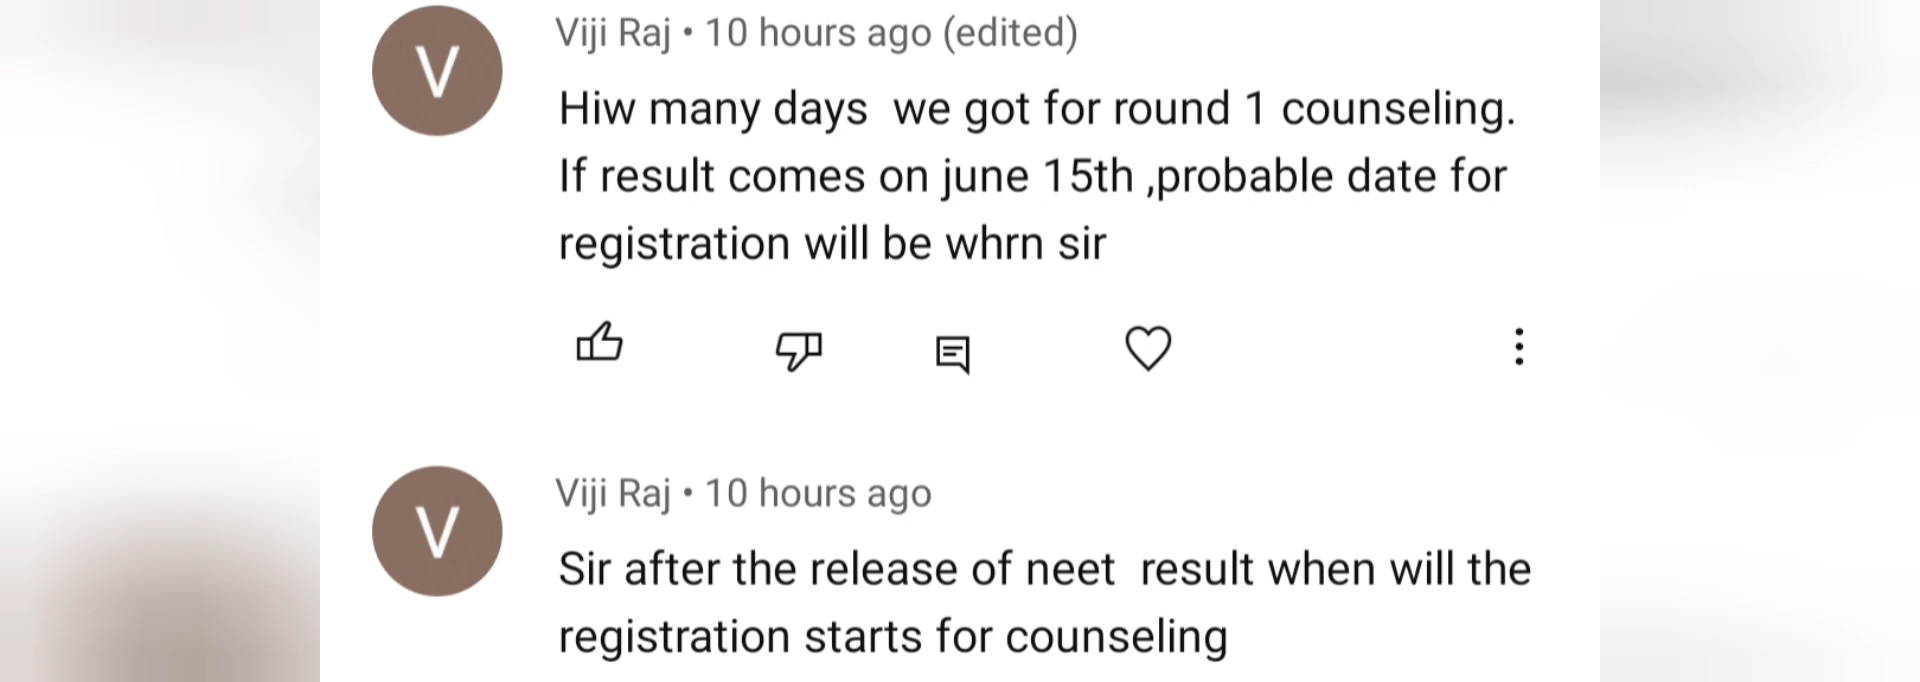 V
Viji Raj • 10 hours ago (edited)
Hiw many days  we got for round 1 counseling.
If result comes on june 15th ,probable date for
registration will be whrn sir
V
Viji Raj • 10 hours ago
Sir after the release of neet  result when will the
registration starts for counseling